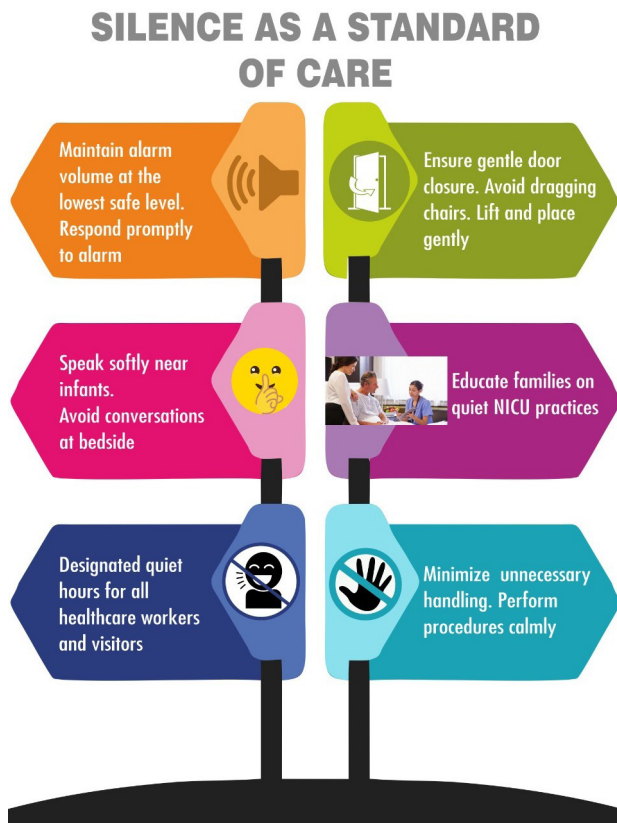 SILENCE AS A STANDARD
OF CARE
Maintain alarm
volume at the
lowest safe level.
Respond promptly
to alarm
Ensure gentle door
closure. Avoid dragging
chairs. Lift and place
gently
Speak softly near
infants.
Avoid conversations
at bedside
Educate families on
quiet NICU practices
Designated quiet
hours for all
healthcare workers
and visitors
Minimize unnecessary
handling. Perform
procedures calmly